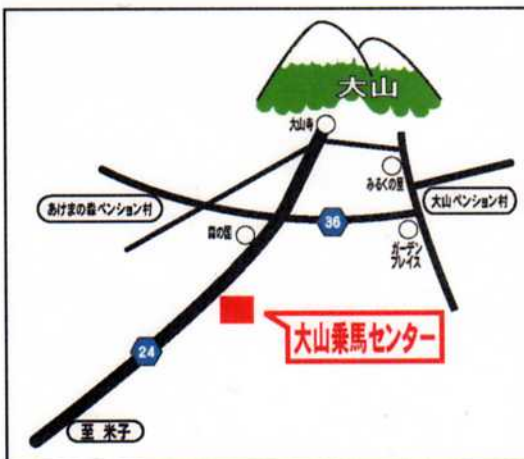 大山
大山寺
みるくの里
あけまの森ペンション村
大山ペンション村
36
森の国
ガーデン
プレイス
大山乗馬センター
24
至 米子